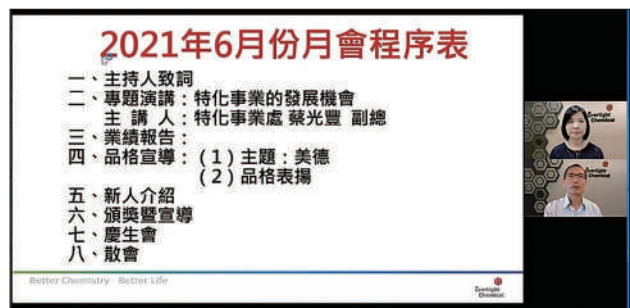 2021年6月份月會程序表
一、主持人致詞
二、專題演講：特化事業的發展機會
主 講 人：特化事業處 蔡光豐 副總
三、業績報告：
四、品格宣導：(1)主題：美德
(2)品格表揚
五、新人介紹
六、頒獎暨宣導
七、慶生會
八、散會
Better Chemistry Better Life
Everlight
Chemical
Everlight
Chemical
Everlight
Chemical